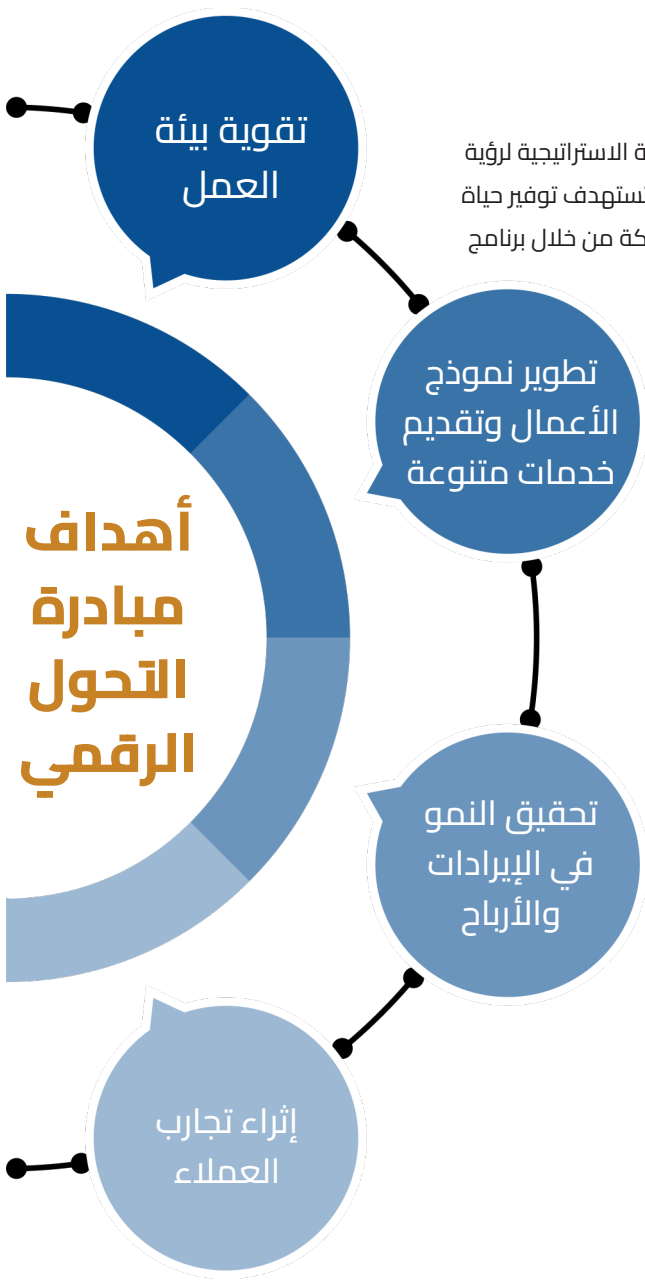 تقوية بيئة
العمل
ة الاستراتيجية لرؤية
تستهدف توفير حياة
كة من خلال برنامج
تطوير نموذج
الأعمال وتقديم
خدمات متنوعة
أهداف
مبادرة
التحول
الرقمي
تحقيق النمو
في الإيرادات
والأرباح
إثراء تجارب
العملاء